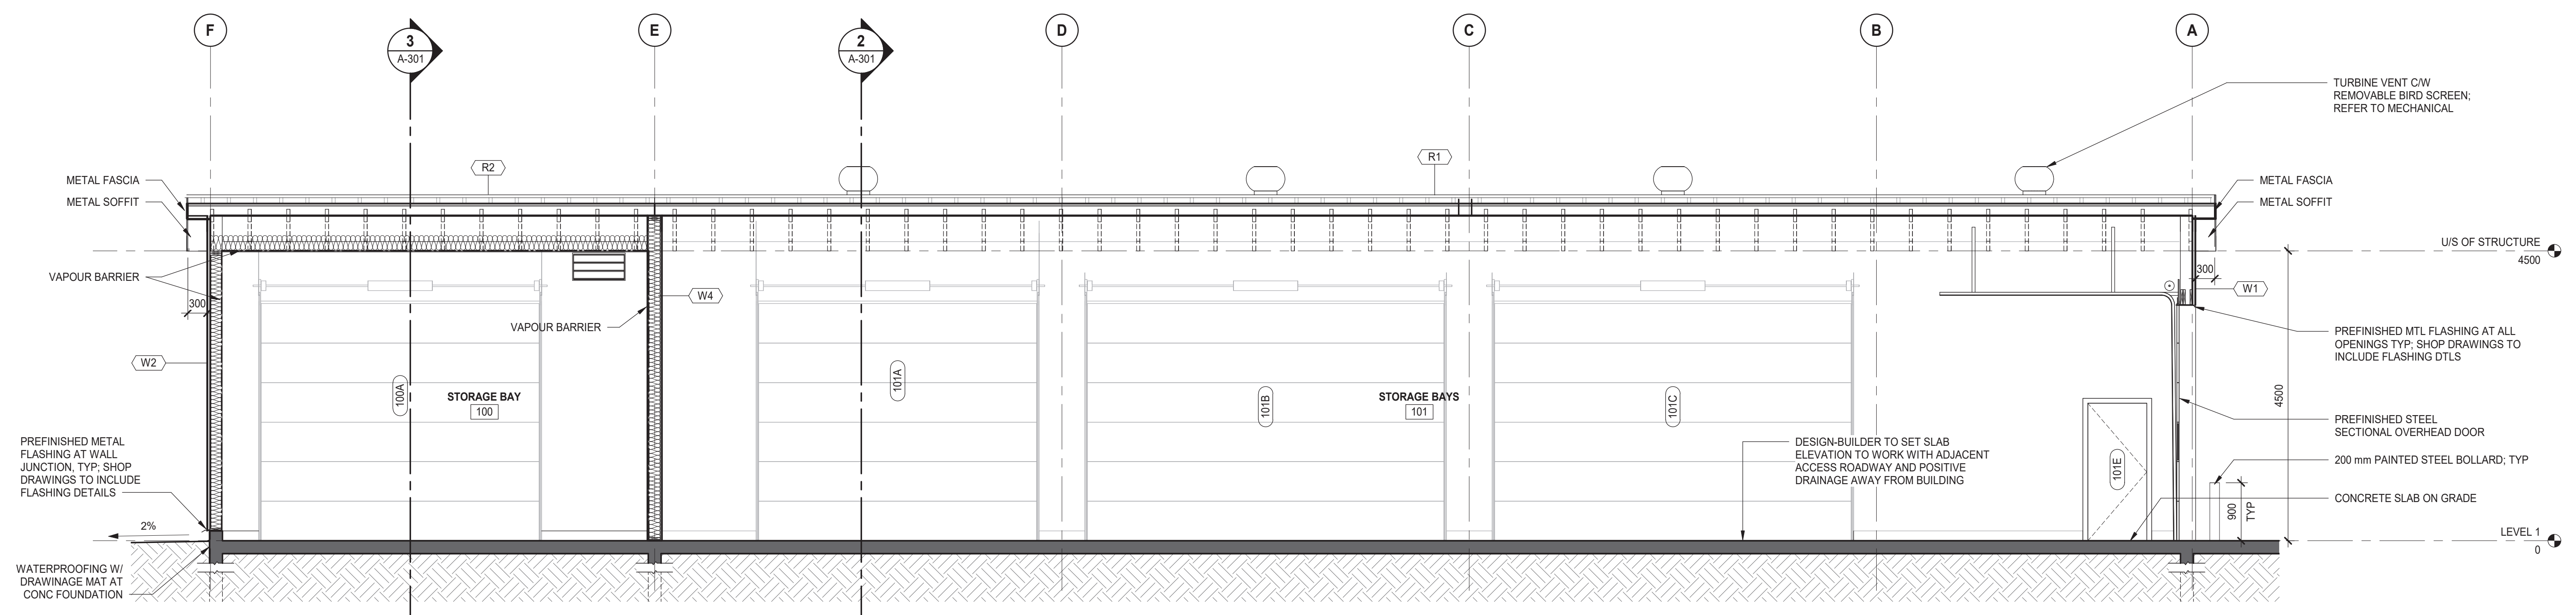 F
3
A-301
E
2
A-301
D
C
B
A
TURBINE VENT C/W
REMOVABLE BIRD SCREEN;
REFER TO MECHANICAL
R2
R1
METAL FASCIA
METAL SOFFIT
METAL FASCIA
METAL SOFFIT
U/S OF STRUCTURE
4500
VAPOUR BARRIER
300
300
W4
W1
VAPOUR BARRIER
W2
PREFINISHED MTL FLASHING AT ALL
OPENINGS TYP; SHOP DRAWINGS TO
INCLUDE FLASHING DTLS
100A
STORAGE BAY
100
101A
101B
STORAGE BAYS
101
101C
4500
PREFINISHED STEEL
SECTIONAL OVERHEAD DOOR
PREFINISHED METAL
FLASHING AT WALL
JUNCTION, TYP; SHOP
DRAWINGS TO INCLUDE
FLASHING DETAILS
DESIGN-BUILDER TO SET SLAB
ELEVATION TO WORK WITH ADJACENT
ACCESS ROADWAY AND POSITIVE
DRAINAGE AWAY FROM BUILDING
101E
200 mm PAINTED STEEL BOLLARD; TYP
CONCRETE SLAB ON GRADE
900
TYP
2%
LEVEL 1
0
WATERPROOFING W/
DRAWINAGE MAT AT
CONC FOUNDATION